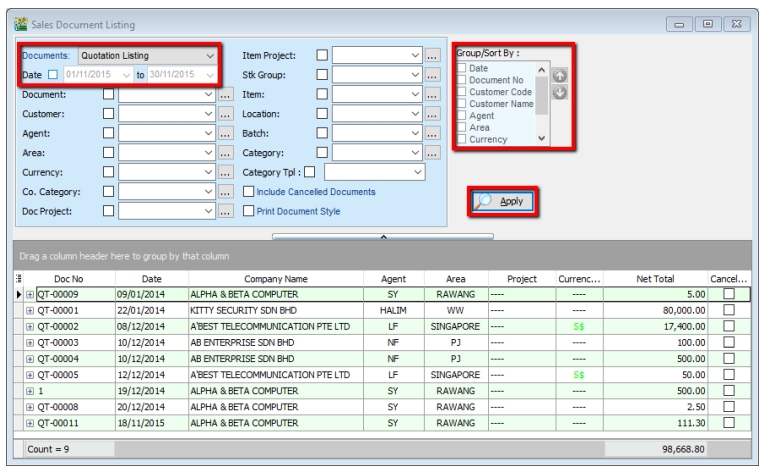 Sales Document Listing
Documents: Quotation Listing
Date 01/11/2015 to 30/11/2015
Document:
Customer:
Agent:
Area:
Currency:
Co. Category:
Doc Project:
Item Project:
Stk Group:
Item:
Location:
Batch:
Category:
Category Tpl :
Include Cancelled Documents
Print Document Style
Group/Sort By :
Date
Document No
Customer Code
Customer Name
Agent
Area
Currency
Apply
Drag a column header here to group by that column
Doc No Date Company Name Agent Area Project Currenc... Net Total Cancel...
QT-00009 09/01/2014 ALPHA & BETA COMPUTER SY RAWANG ---- ---- 5.00
QT-00001 22/01/2014 KITTY SECURITY SDN BHD HALIM WW ---- ---- 80,000.00
QT-00002 08/12/2014 A'BEST TELECOMMUNICATION PTE LTD LF SINGAPORE ---- S$ 17,400.00
QT-00003 10/12/2014 AB ENTERPRISE SDN BHD NF PJ ---- ---- 100.00
QT-00004 10/12/2014 AB ENTERPRISE SDN BHD NF PJ ---- ---- 500.00
QT-00005 12/12/2014 A'BEST TELECOMMUNICATION PTE LTD LF SINGAPORE ---- S$ 50.00
1 19/12/2014 ALPHA & BETA COMPUTER SY RAWANG ---- ---- 500.00
QT-00008 20/12/2014 ALPHA & BETA COMPUTER SY RAWANG ---- ---- 2.50
QT-00011 18/11/2015 ALPHA & BETA COMPUTER SY RAWANG ---- ---- 111.30
Count = 9 98,668.80